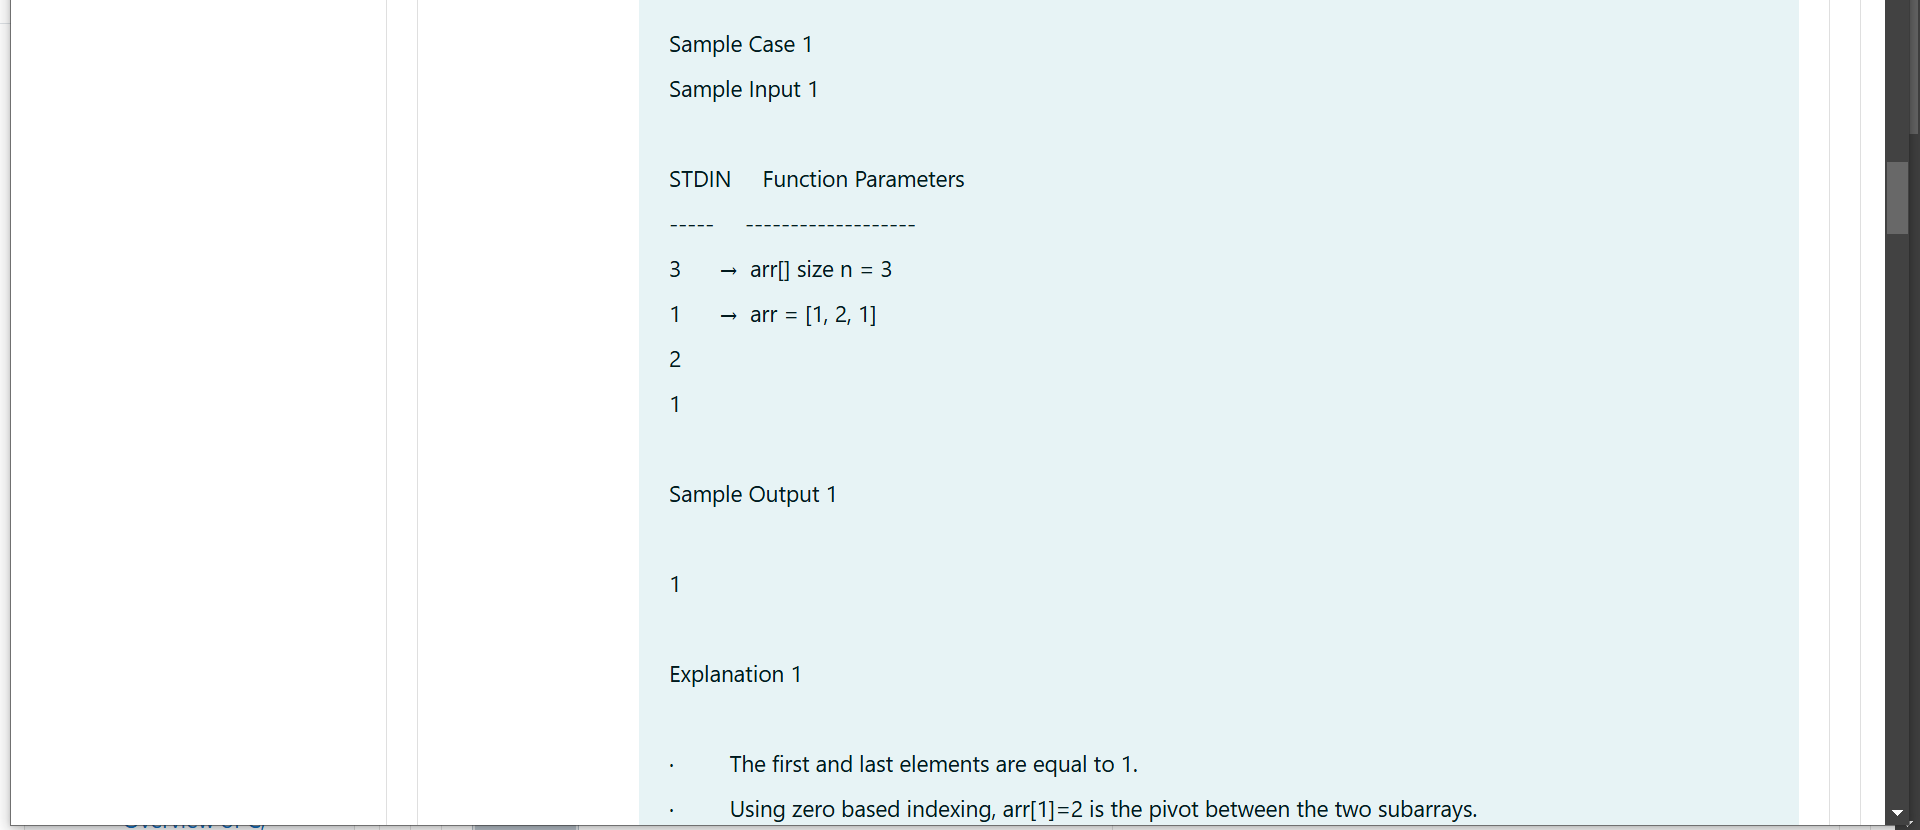 Sample Case 1
Sample Input 1
STDIN Function Parameters
----- -------------------
3 → arr[] size n = 3
1 → arr = [1, 2, 1]
2
1
Sample Output 1
1
Explanation 1
· The first and last elements are equal to 1.
· Using zero based indexing, arr[1]=2 is the pivot between the two subarrays.